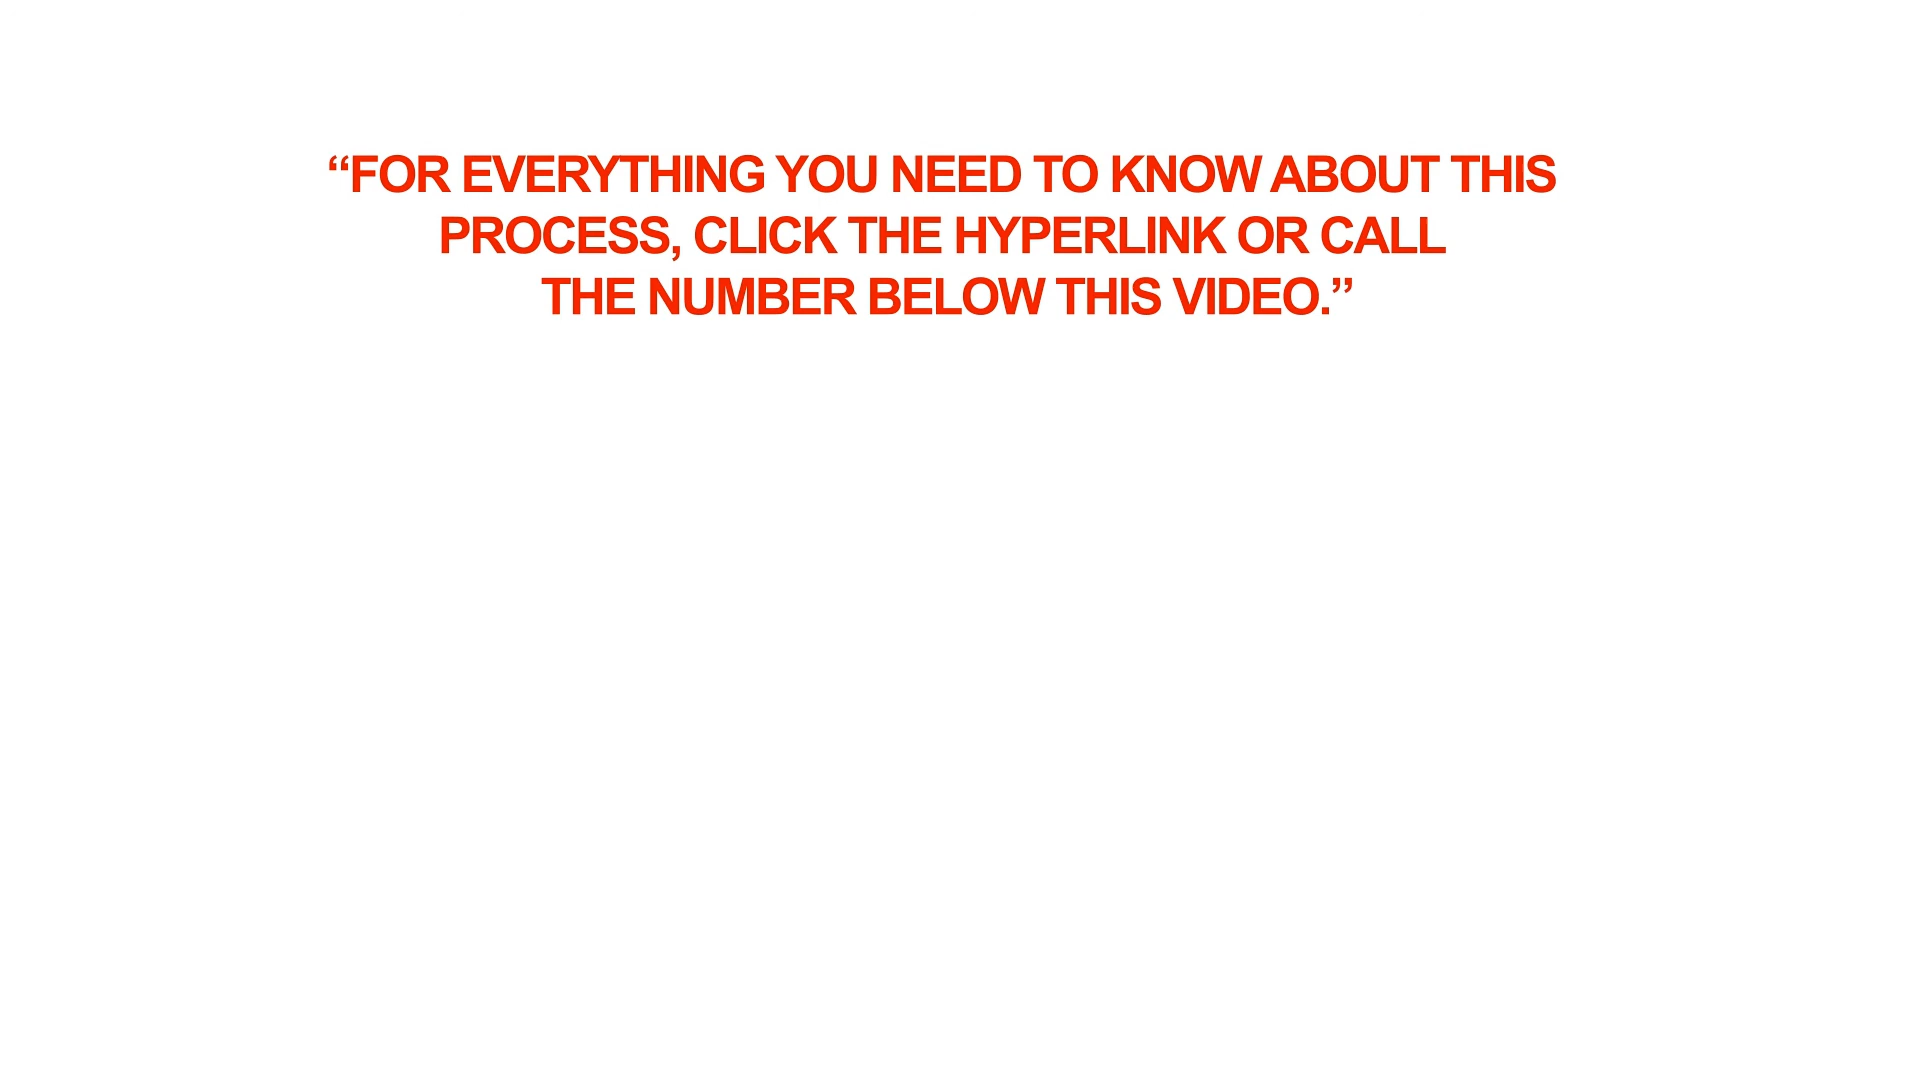 “FOR EVERYTHING YOU NEED TO KNOW ABOUT THIS
PROCESS, CLICK THE HYPERLINK OR CALL
THE NUMBER BELOW THIS VIDEO.”